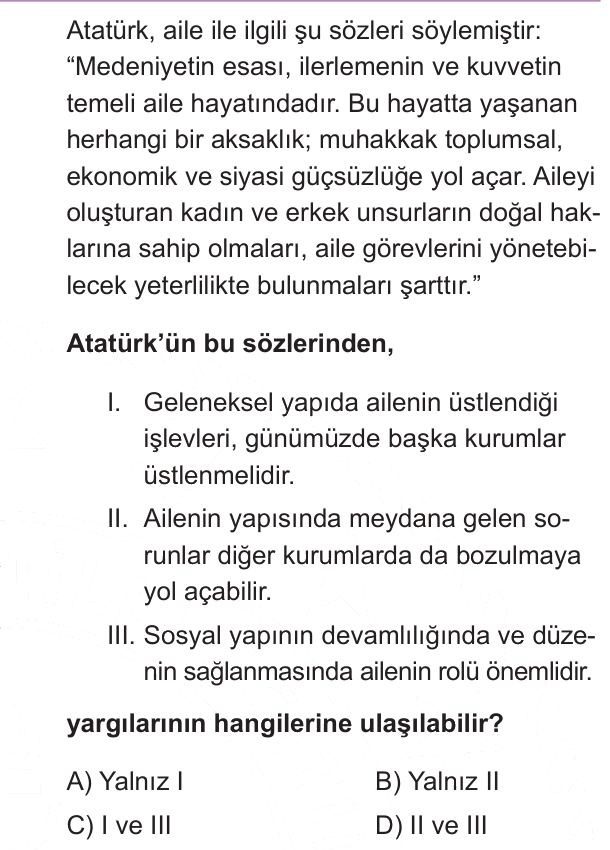 Atatürk, aile ile ilgili şu sözleri söylemiştir:
“Medeniyetin esası, ilerlemenin ve kuvvetin
temeli aile hayatındadır. Bu hayatta yaşanan
herhangi bir aksaklık; muhakkak toplumsal,
ekonomik ve siyasi güçsüzlüğe yol açar. Aileyi
oluşturan kadın ve erkek unsurların doğal hak-
larına sahip olmaları, aile görevlerini yönetebi-
lecek yeterlilikte bulunmaları şarttır.”
Atatürk’ün bu sözlerinden,
I. Geleneksel yapıda ailenin üstlendiği
işlevleri, günümüzde başka kurumlar
üstlenmelidir.
II. Ailenin yapısında meydana gelen so-
runlar diğer kurumlarda da bozulmaya
yol açabilir.
III. Sosyal yapının devamlılığında ve düze-
nin sağlanmasında ailenin rolü önemlidir.
yargılarının hangilerine ulaşılabilir?
A) Yalnız I B) Yalnız II
C) I ve III D) II ve III